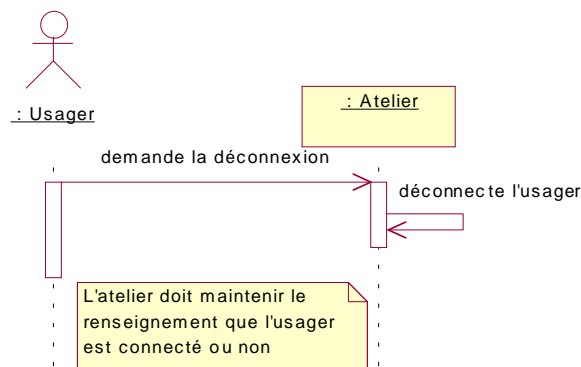 : Usager
: Atelier
demande la déconnexion
déconnecte l'usager
L'atelier doit maintenir le
renseignement que l'usager
est connecté ou non